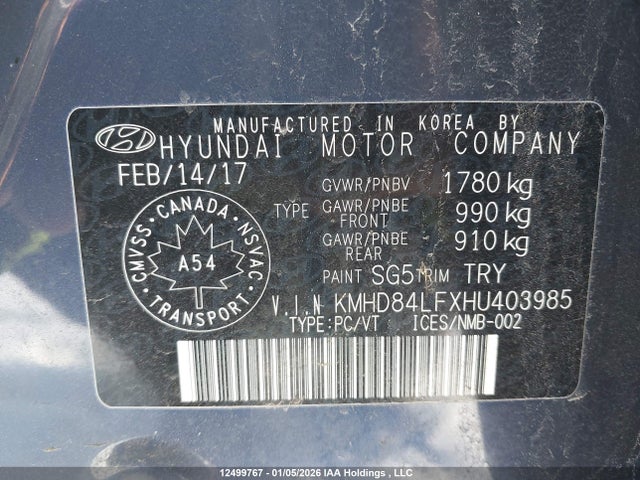 MANUFACTURED IN KOREA BY
HYUNDAI MOTOR COMPANY
FEB/14/17
GVWR/PNBV 1780 kg
TYPE GAWR/PNBE FRONT 990 kg
GAWR/PNBE REAR 910 kg
PAINT SG5 TRIM TRY
CMVSS · CANADA · NSVAC
A54
TRANSPORT
V.I.N KMHD84LFXHU403985
TYPE:PC/VT ICES/NMB-002
12499767 - 01/05/2026 IAA Holdings , LLC